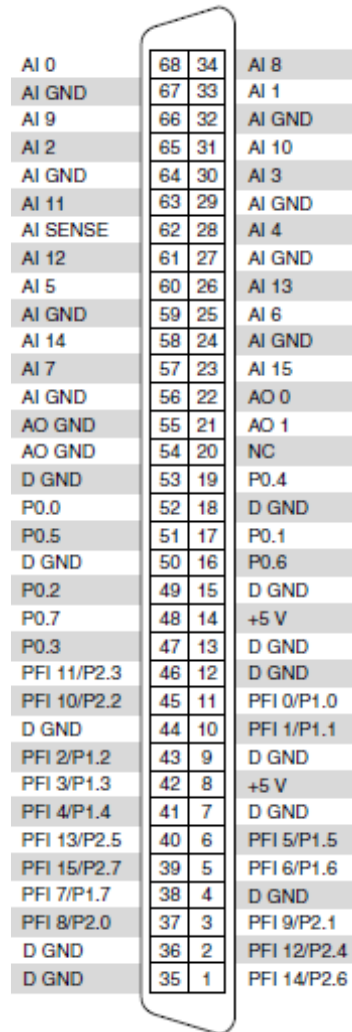 AI 0 68 34 AI 8
AI GND 67 33 AI 1
AI 9 66 32 AI GND
AI 2 65 31 AI 10
AI GND 64 30 AI 3
AI 11 63 29 AI GND
AI SENSE 62 28 AI 4
AI 12 61 27 AI GND
AI 5 60 26 AI 13
AI GND 59 25 AI 6
AI 14 58 24 AI GND
AI 7 57 23 AI 15
AI GND 56 22 AO 0
AO GND 55 21 AO 1
AO GND 54 20 NC
D GND 53 19 P0.4
P0.0 52 18 D GND
P0.5 51 17 P0.1
D GND 50 16 P0.6
P0.2 49 15 D GND
P0.7 48 14 +5 V
P0.3 47 13 D GND
PFI 11/P2.3 46 12 D GND
PFI 10/P2.2 45 11 PFI 0/P1.0
D GND 44 10 PFI 1/P1.1
PFI 2/P1.2 43 9 D GND
PFI 3/P1.3 42 8 +5 V
PFI 4/P1.4 41 7 D GND
PFI 13/P2.5 40 6 PFI 5/P1.5
PFI 15/P2.7 39 5 PFI 6/P1.6
PFI 7/P1.7 38 4 D GND
PFI 8/P2.0 37 3 PFI 9/P2.1
D GND 36 2 PFI 12/P2.4
D GND 35 1 PFI 14/P2.6